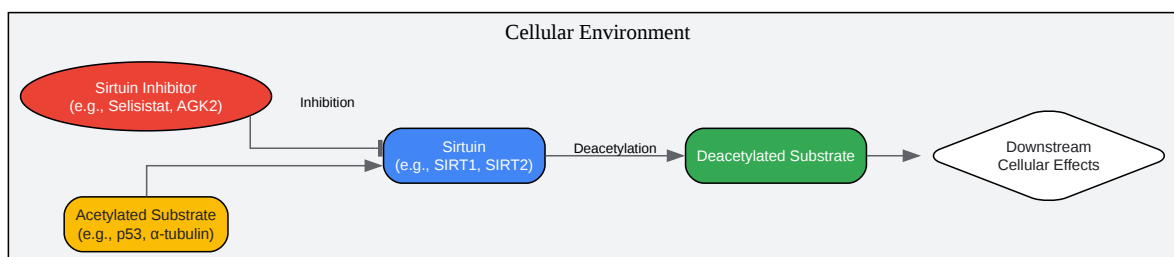 Cellular Environment
Sirtuin Inhibitor
(e.g., Selisistat, AGK2)
Inhibition
Sirtuin
(e.g., SIRT1, SIRT2)
Deacetylation
Deacetylated Substrate
Downstream
Cellular Effects
Acetylated Substrate
(e.g., p53, α-tubulin)